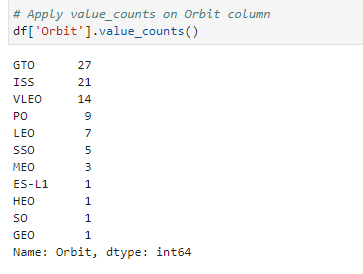 # Apply value_counts on Orbit column
df['Orbit'].value_counts()
GTO 27
ISS 21
VLEO 14
PO 9
LEO 7
SSO 5
MEO 3
ES-L1 1
HEO 1
SO 1
GEO 1
Name: Orbit, dtype: int64